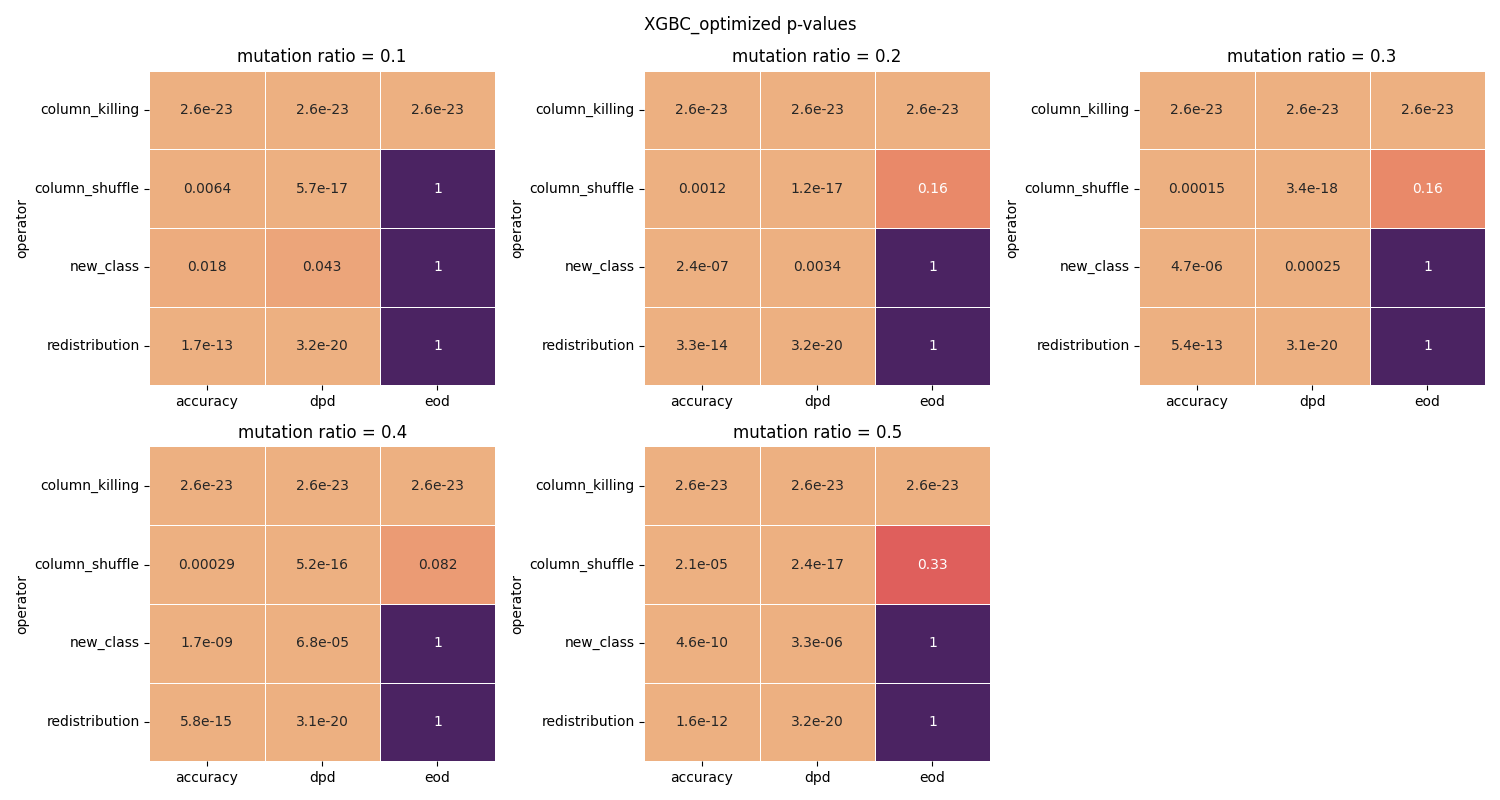 XGBC_optimized p-values
mutation ratio = 0.1
operator
column_killing 2.6e-23 2.6e-23 2.6e-23
column_shuffle 0.0064 5.7e-17 1
new_class 0.018 0.043 1
redistribution 1.7e-13 3.2e-20 1
accuracy dpd eod
mutation ratio = 0.2
operator
column_killing 2.6e-23 2.6e-23 2.6e-23
column_shuffle 0.0012 1.2e-17 0.16
new_class 2.4e-07 0.0034 1
redistribution 3.3e-14 3.2e-20 1
accuracy dpd eod
mutation ratio = 0.3
operator
column_killing 2.6e-23 2.6e-23 2.6e-23
column_shuffle 0.00015 3.4e-18 0.16
new_class 4.7e-06 0.00025 1
redistribution 5.4e-13 3.1e-20 1
accuracy dpd eod
mutation ratio = 0.4
operator
column_killing 2.6e-23 2.6e-23 2.6e-23
column_shuffle 0.00029 5.2e-16 0.082
new_class 1.7e-09 6.8e-05 1
redistribution 5.8e-15 3.1e-20 1
accuracy dpd eod
mutation ratio = 0.5
operator
column_killing 2.6e-23 2.6e-23 2.6e-23
column_shuffle 2.1e-05 2.4e-17 0.33
new_class 4.6e-10 3.3e-06 1
redistribution 1.6e-12 3.2e-20 1
accuracy dpd eod